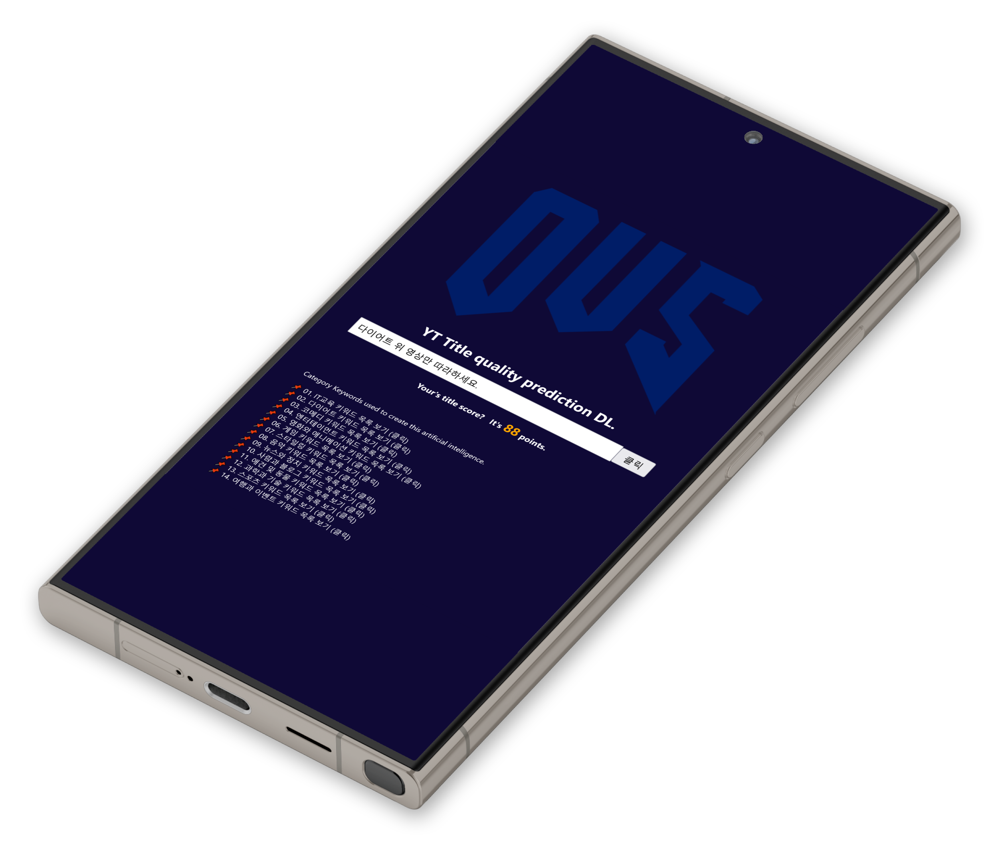 OUS
YT Title quality prediction DL.
다이어트 위 영상만 따라하세요.
클릭
Your's title score? It's 88 points.
Category Keywords used to create this artificial intelligence.
01. IT교육 키워드 목록 보기 (클릭)
02. 다이어트 키워드 목록 보기 (클릭)
03. 코메디 키워드 목록 보기 (클릭)
04. 엔터테이먼트 키워드 목록 보기 (클릭)
05. 영화와 애니메이션 키워드 목록 보기 (클릭)
06. 게임 키워드 목록 보기 (클릭)
07. 스타일링 키워드 목록 보기 (클릭)
08. 음악 키워드 목록 보기 (클릭)
09. 뉴스와 정치 키워드 목록 보기 (클릭)
10. 사람과 블로그 키워드 목록 보기 (클릭)
11. 애견 및 동물 키워드 목록 보기 (클릭)
12. 과학과 기술 키워드 목록 보기 (클릭)
13. 스포츠 키워드 목록 보기 (클릭)
14. 여행과 이벤트 키워드 목록 보기 (클릭)